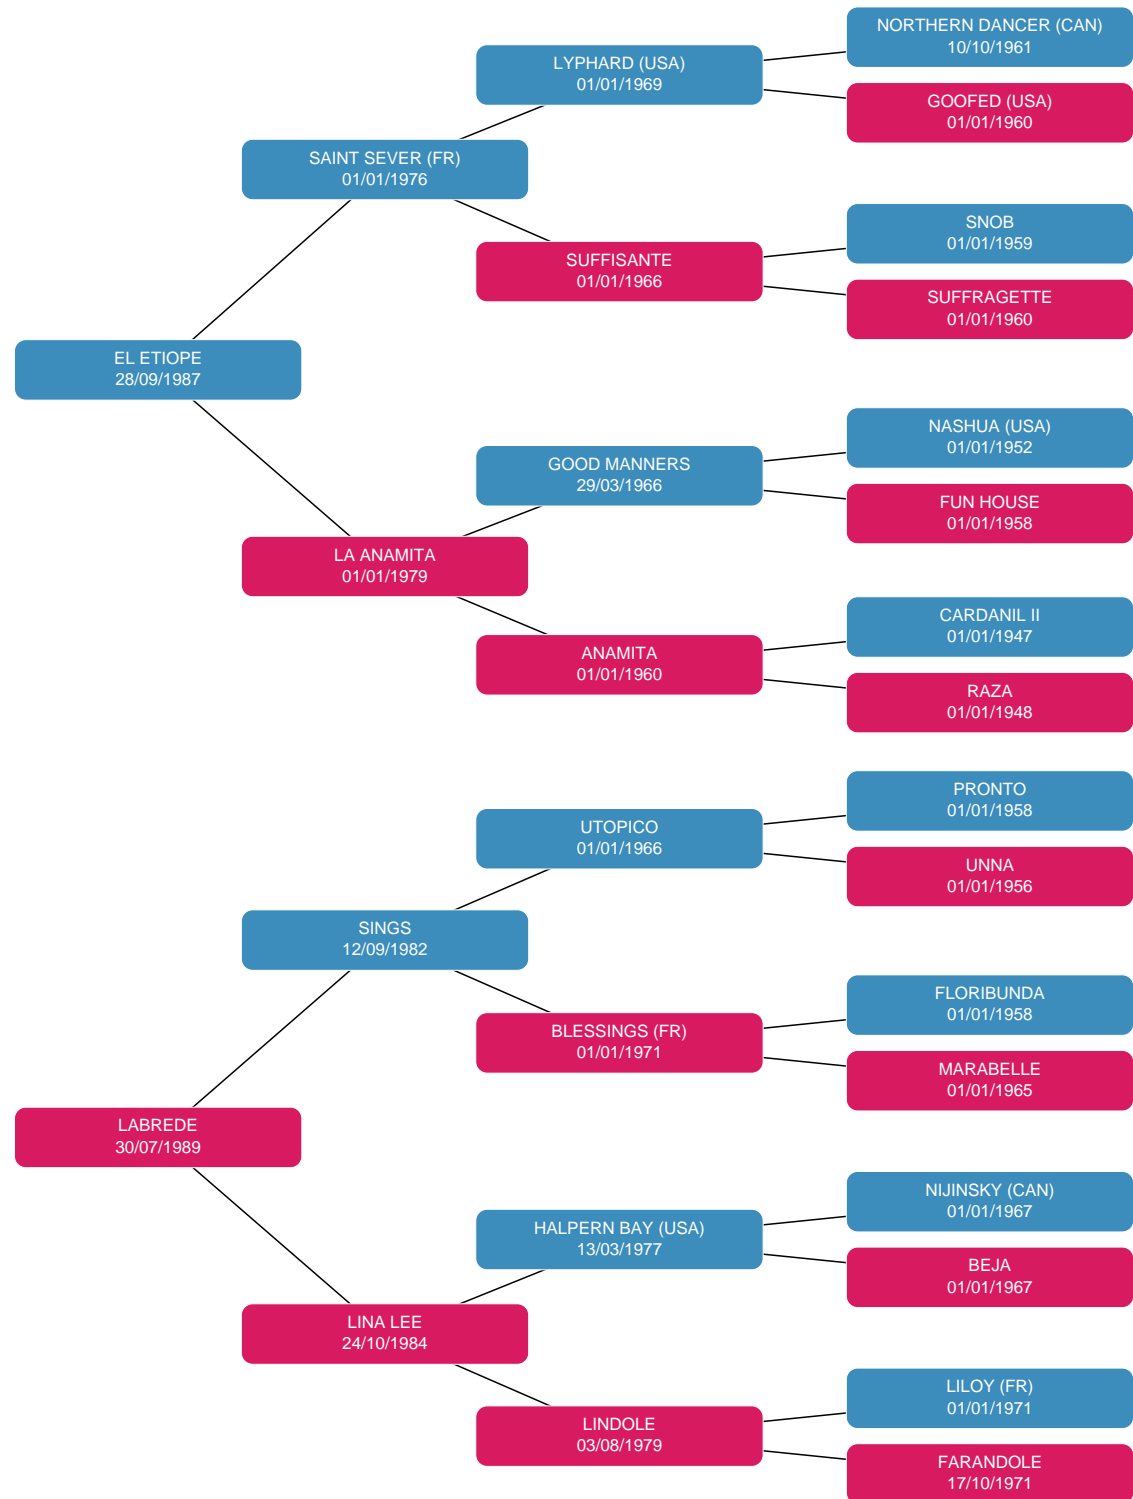 NORTHERN DANCER (CAN)
10/10/1961
LYPHARD (USA)
01/01/1969
GOOFED (USA)
01/01/1960
SAINT SEVER (FR)
01/01/1976
SNOB
01/01/1959
SUFFISANTE
01/01/1966
SUFFRAGETTE
01/01/1960
EL ETIOPE
28/09/1987
NASHUA (USA)
01/01/1952
GOOD MANNERS
29/03/1966
FUN HOUSE
01/01/1958
LA ANAMITA
01/01/1979
CARDANIL II
01/01/1947
ANAMITA
01/01/1960
RAZA
01/01/1948
PRONTO
01/01/1958
UTOPICO
01/01/1966
UNNA
01/01/1956
SINGS
12/09/1982
FLORIBUNDA
01/01/1958
BLESSINGS (FR)
01/01/1971
MARABELLE
01/01/1965
LABREDE
30/07/1989
NIJINSKY (CAN)
01/01/1967
HALPERN BAY (USA)
13/03/1977
BEJA
01/01/1967
LINA LEE
24/10/1984
LILOY (FR)
01/01/1971
LINDOLE
03/08/1979
FARANDOLE
17/10/1971